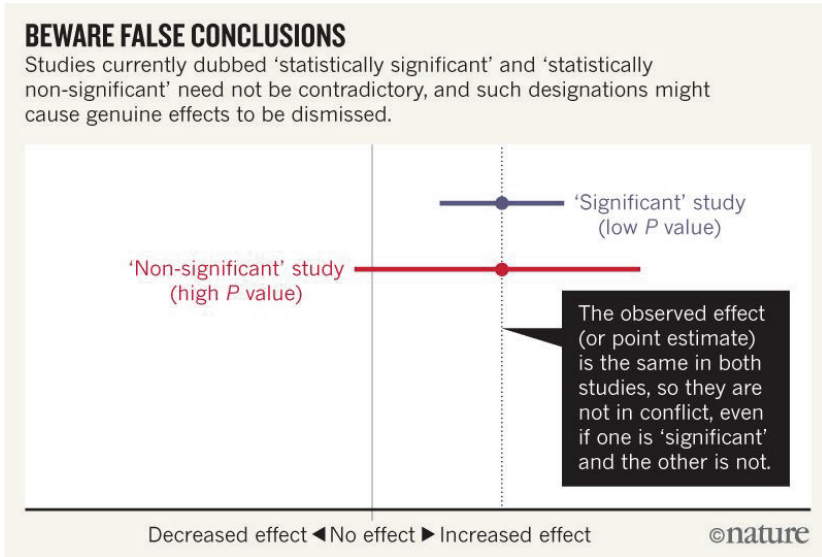 BEWARE FALSE CONCLUSIONS
Studies currently dubbed ‘statistically significant’ and ‘statistically
non-significant’ need not be contradictory, and such designations might
cause genuine effects to be dismissed.
‘Significant’ study
(low P value)
‘Non-significant’ study
(high P value)
The observed effect
(or point estimate)
is the same in both
studies, so they are
not in conflict, even
if one is ‘significant’
and the other is not.
Decreased effect ◀ No effect ▶ Increased effect
©nature